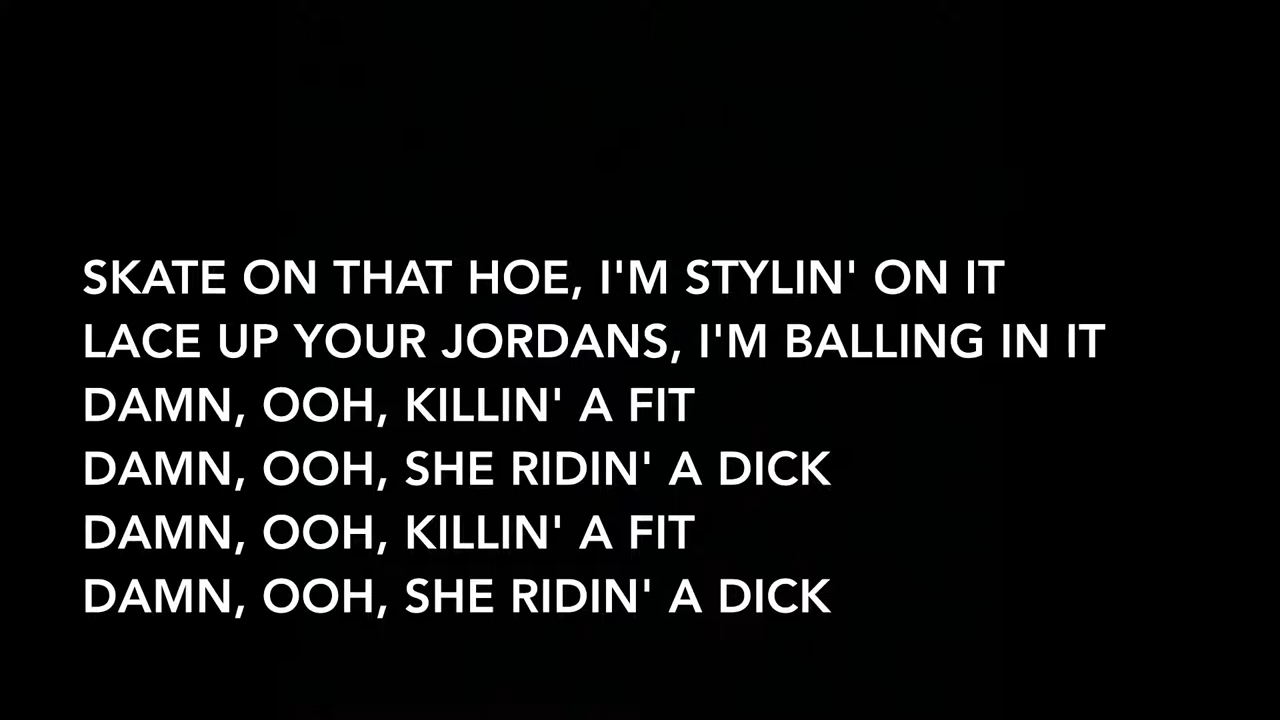 SKATE ON THAT HOE, I'M STYLIN' ON IT
LACE UP YOUR JORDANS, I'M BALLING IN IT
DAMN, OOH, KILLIN' A FIT
DAMN, OOH, SHE RIDIN' A DICK
DAMN, OOH, KILLIN' A FIT
DAMN, OOH, SHE RIDIN' A DICK